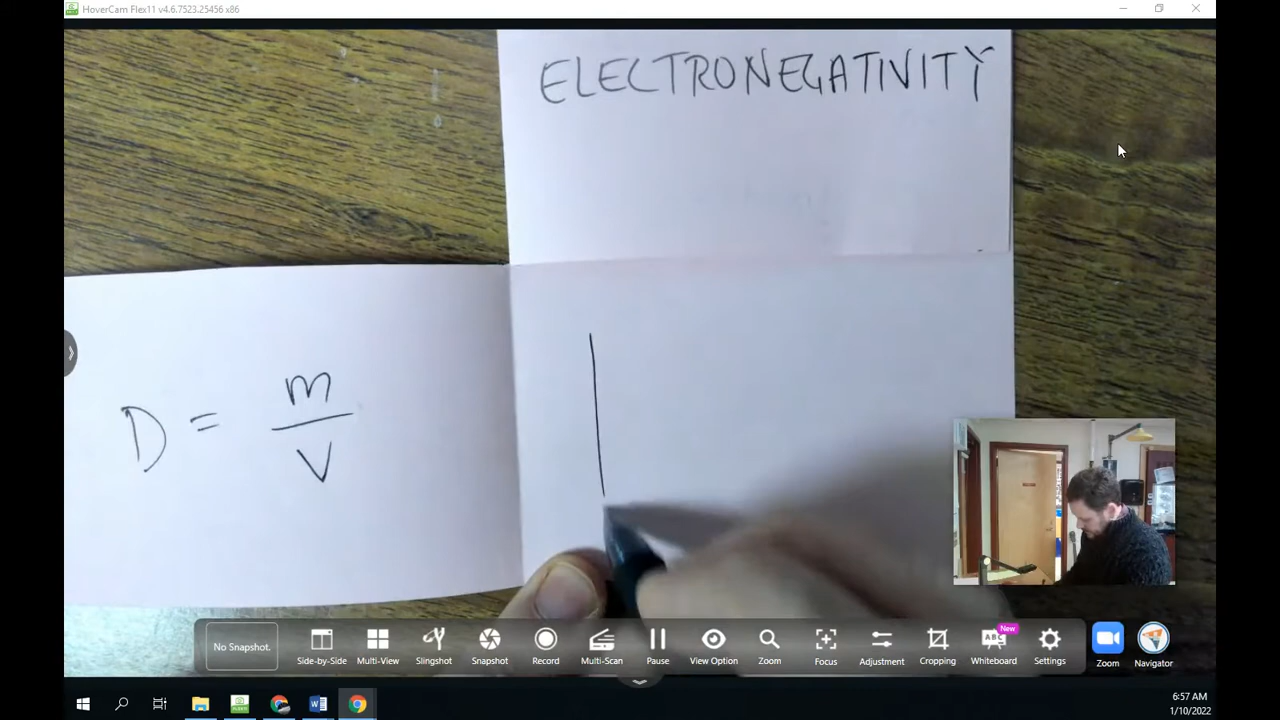 HoverCam Flex11 v4.6.7523.25456 x86
ELECTRONEGATIVITY
D = m
V
No Snapshot.
Side-by-Side
Multi-View
Slingshot
Snapshot
Record
Multi-Scan
Pause
View Option
Zoom
Focus
Adjustment
Cropping
New
ABC
Whiteboard
Settings
Zoom
Navigator
6:57 AM
1/10/2022